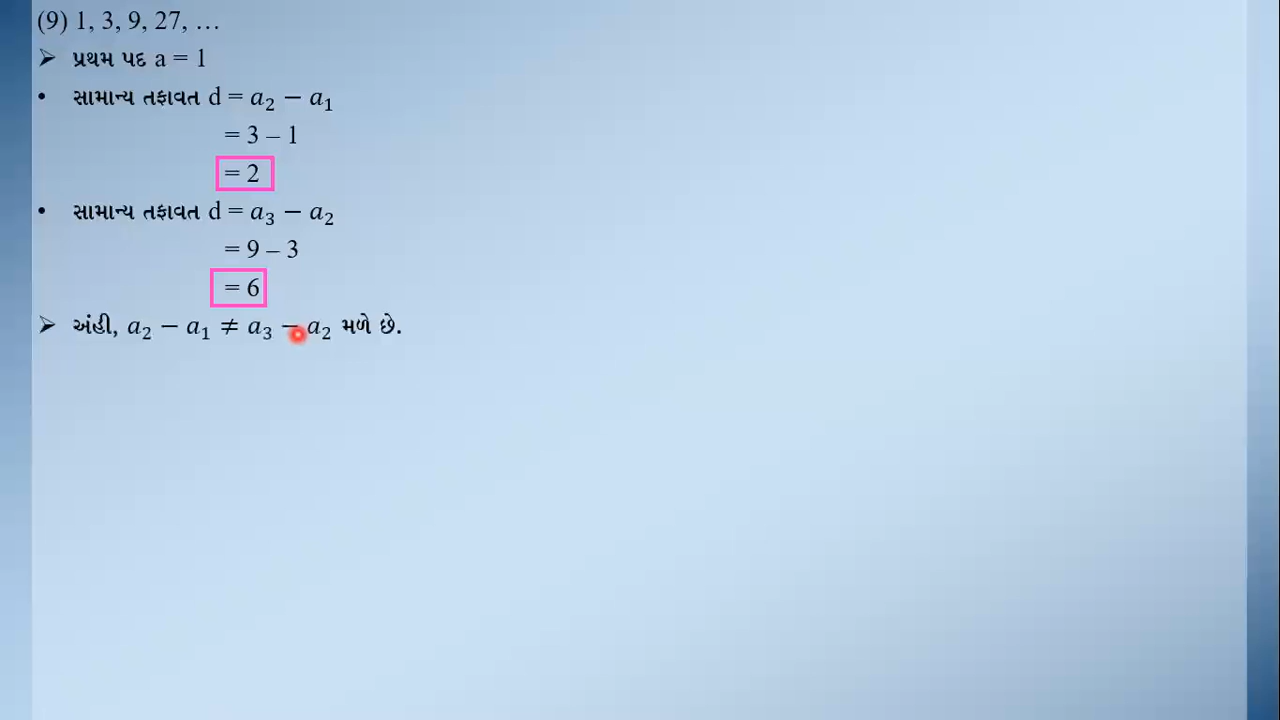 (9) 1, 3, 9, 27, …
➢ પ્રથમ પદ a = 1
• સામાન્ય તફાવત d = a₂ − a₁
= 3 – 1
= 2
• સામાન્ય તફાવત d = a₃ − a₂
= 9 – 3
= 6
➢ અંહી, a₂ − a₁ ≠ a₃ − a₂ મળે છે.